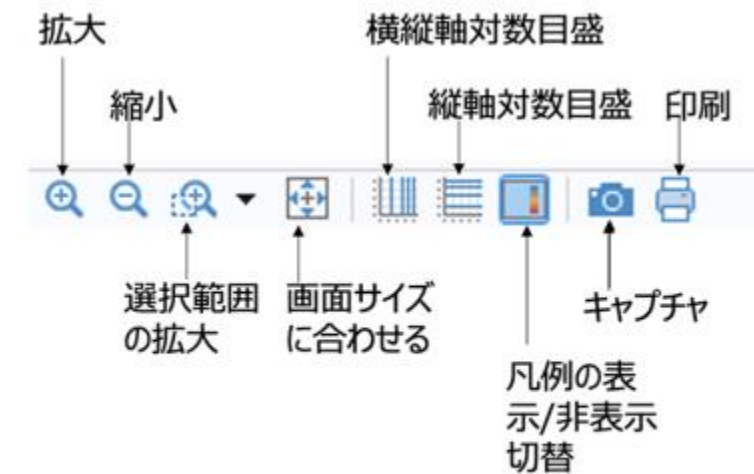 拡大
横縦軸対数目盛
縮小
縦軸対数目盛
印刷
選択範囲
の拡大
画面サイズ
に合わせる
キャプチャ
凡例の表
示/非表示
切替